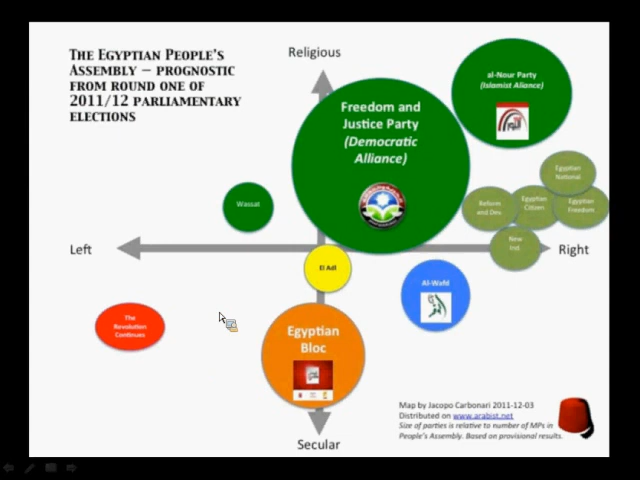 THE EGYPTIAN PEOPLE'S
ASSEMBLY – PROGNOSTIC
FROM ROUND ONE OF
2011/12 PARLIAMENTARY
ELECTIONS
Religious
al-Nour Party
(Islamist Aliance)
Freedom and
Justice Party
(Democratic
Alliance)
Egyptian
National
Wassat
Reform
and Dev.
Egyptian
Citizen
Egyptian
Freedom
New
Ind.
Left
Right
El Adl
Al-Wafd
The
Revolution
Continues
Egyptian
Bloc
Map by Jacopo Carbonari 2011-12-03
Distributed on www.arabist.net
Size of parties is relative to number of MPs in
People's Assembly. Based on provisional results.
Secular